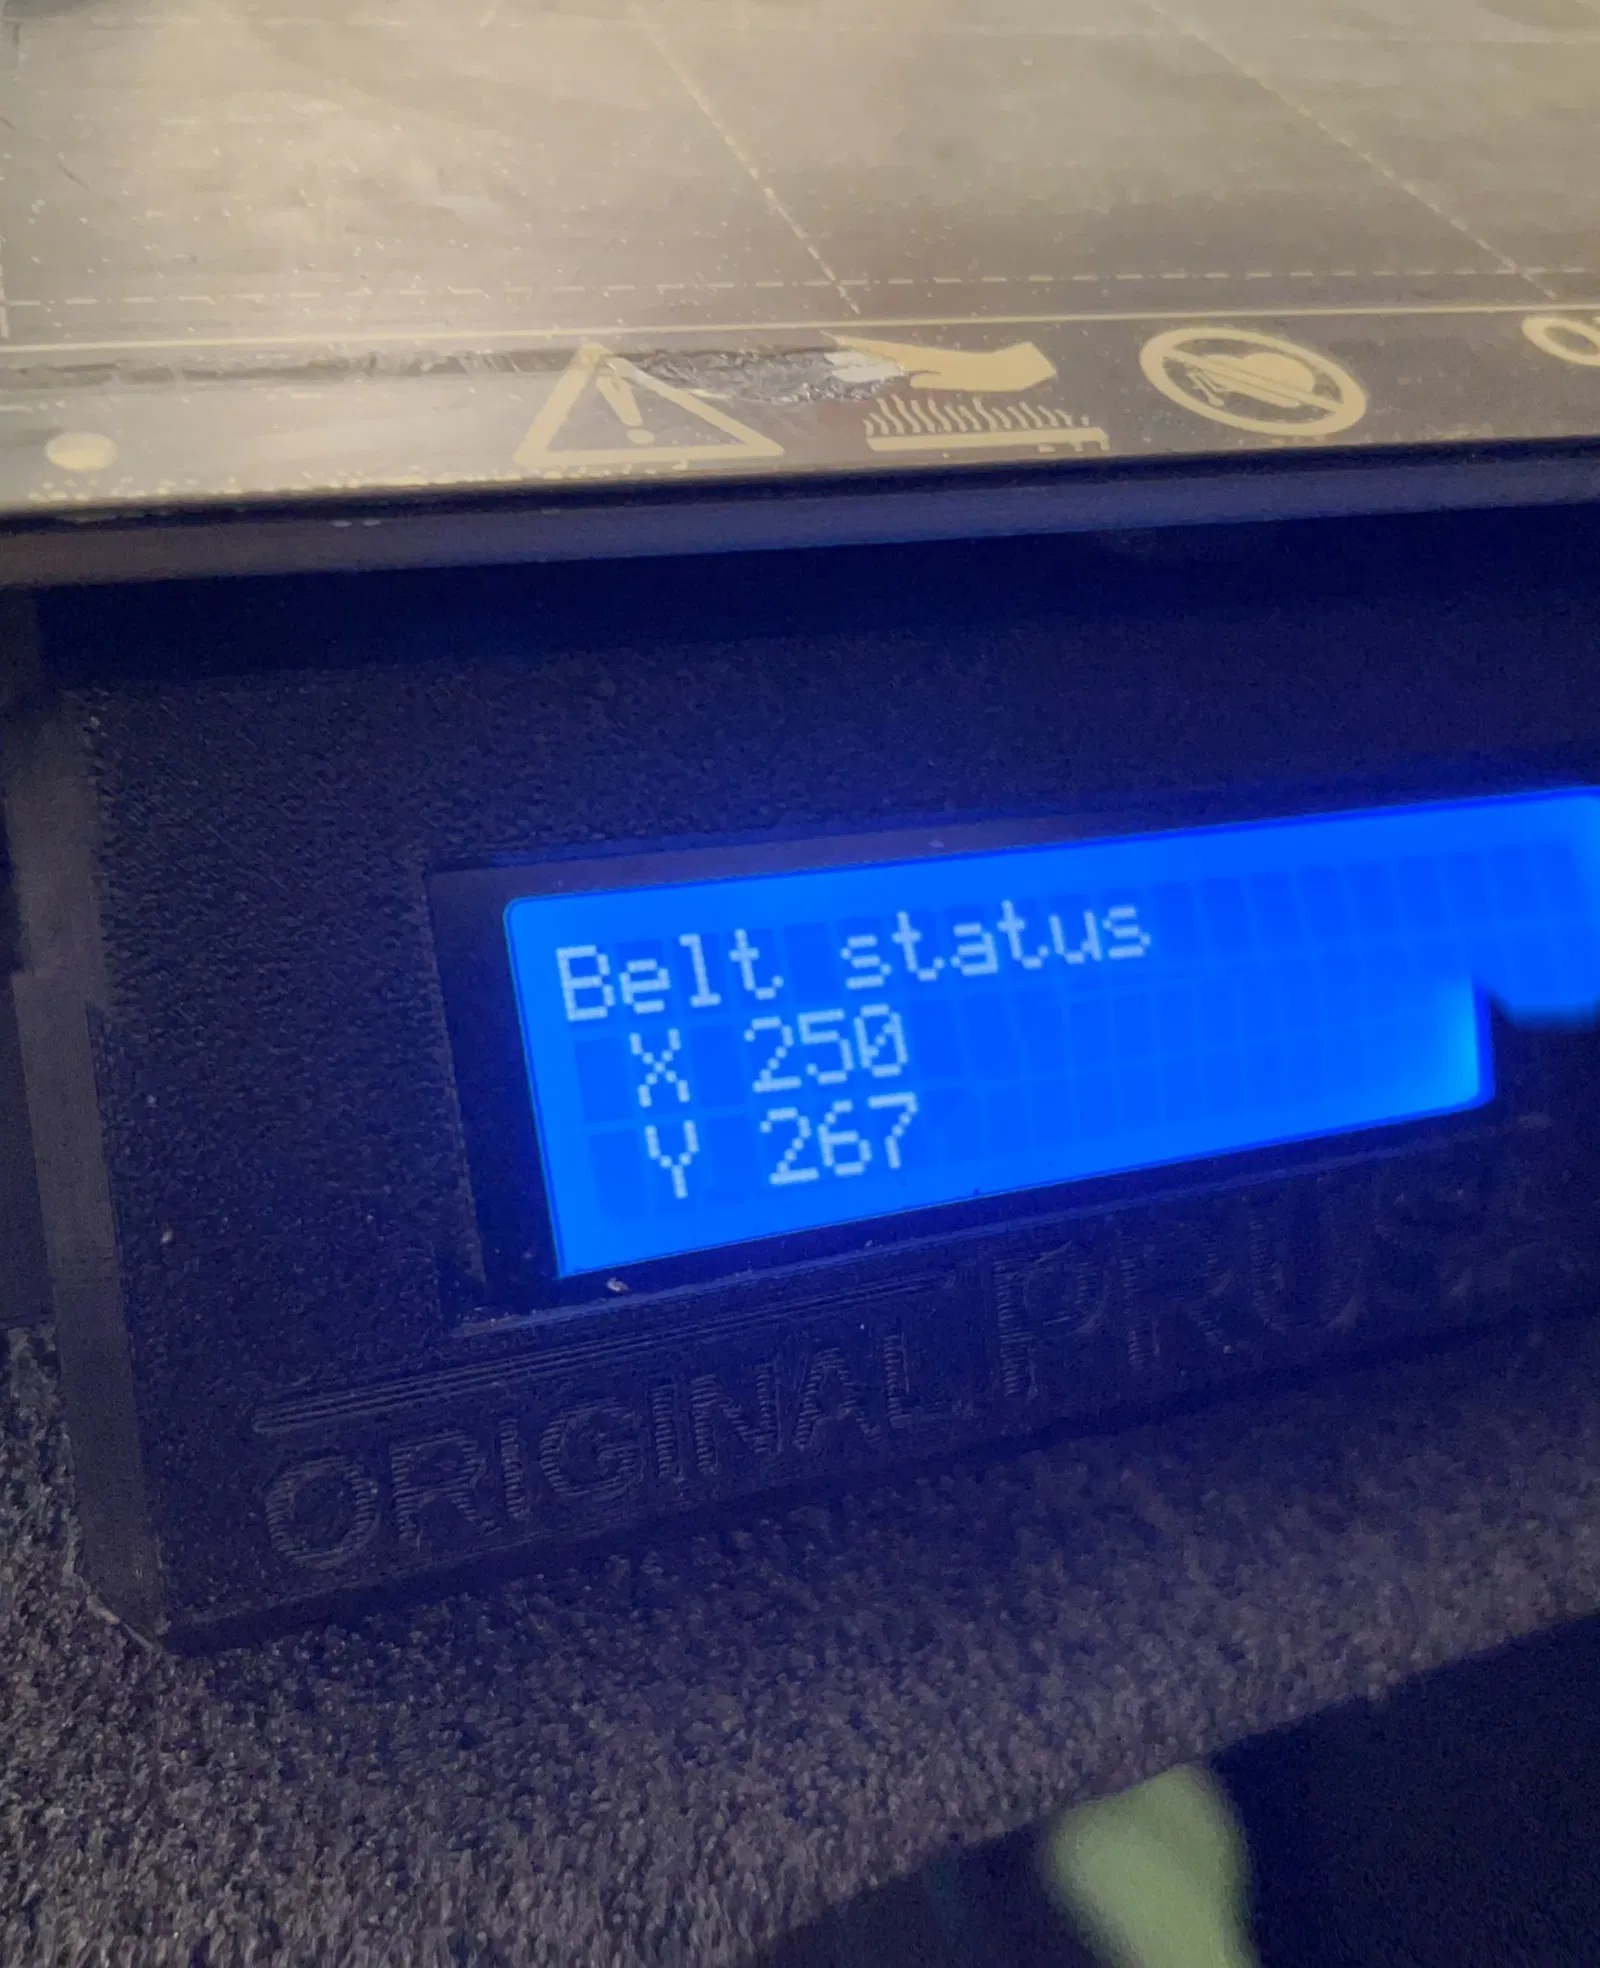 Belt status
X 250
Y 267
ORIGINAL PRUS